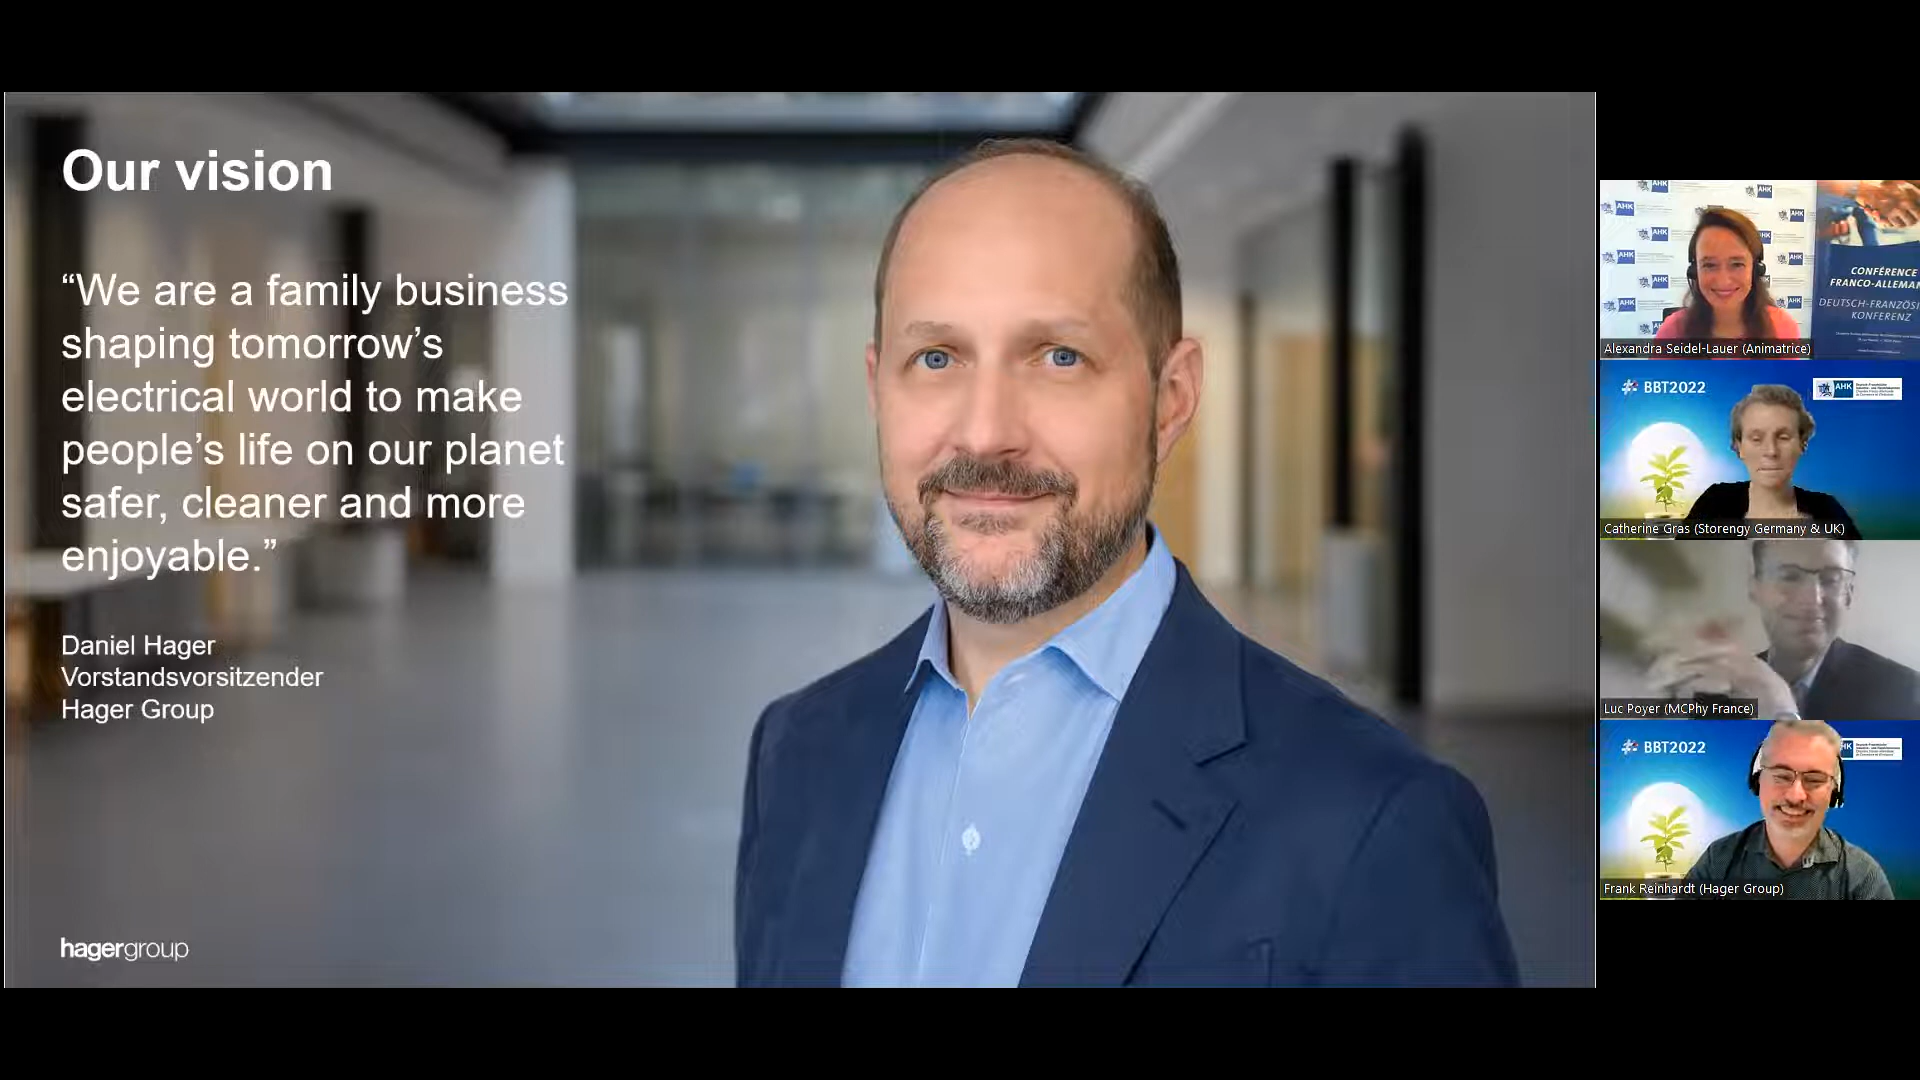 Our vision
“We are a family business
shaping tomorrow’s
electrical world to make
people’s life on our planet
safer, cleaner and more
enjoyable.”
Daniel Hager
Vorstandsvorsitzender
Hager Group
hagergroup
AHK
CONFÉRENCE
FRANCO-ALLEMAN
DEUTSCH-FRANZÖSI
KONFERENZ
Alexandra Seidel-Lauer (Animatrice)
# BBT2022
AHK
Catherine Gras (Storengy Germany & UK)
Luc Poyer (MCPhy France)
# BBT2022
HK
Frank Reinhardt (Hager Group)